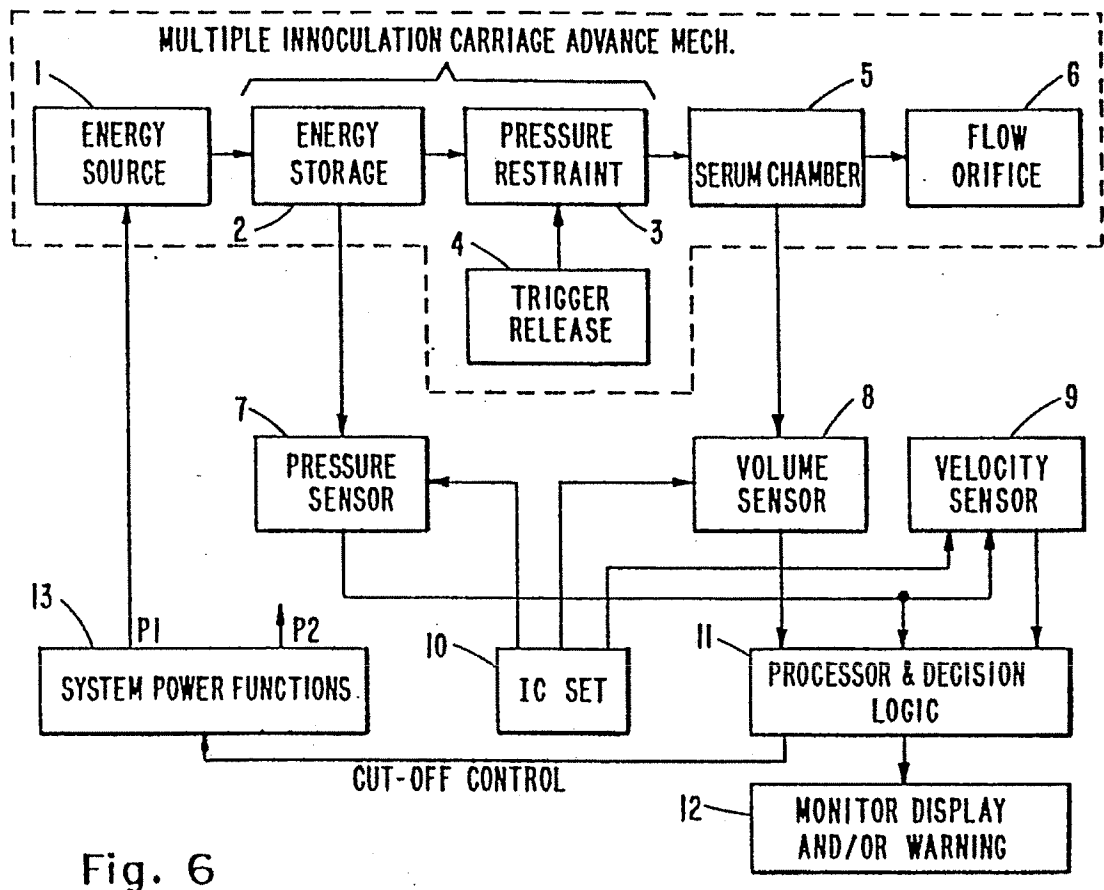 MULTIPLE INNOCULATION CARRIAGE ADVANCE MECH.
1
5
6
ENERGY
SOURCE
ENERGY
STORAGE
PRESSURE
RESTRAINT
SERUM CHAMBER
FLOW
ORIFICE
2
4
3
TRIGGER
RELEASE
7
8
9
PRESSURE
SENSOR
VOLUME
SENSOR
VELOCITY
SENSOR
13
P1
P2
10
11
SYSTEM POWER FUNCTIONS
IC SET
PROCESSOR & DECISION
LOGIC
CUT-OFF CONTROL
12
MONITOR DISPLAY
AND/OR WARNING
Fig. 6